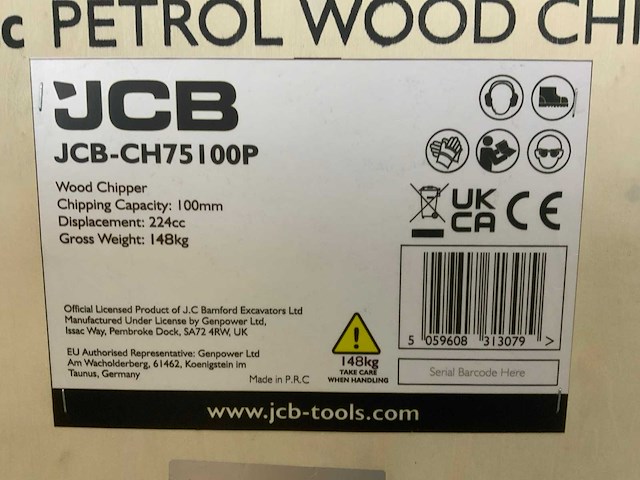 c PETROL WOOD CHI
JCB
JCB-CH75100P
Wood Chipper
Chipping Capacity: 100mm
Displacement: 224cc
Gross Weight: 148kg
UK
CA CE
Official Licensed Product of J.C Bamford Excavators Ltd
Manufactured Under License by Genpower Ltd,
Issac Way, Pembroke Dock, SA72 4RW, UK
EU Authorised Representative: Genpower Ltd
Am Wacholderberg, 61462, Koenigstein im
Taunus, Germany
Made in P.R.C
148kg
TAKE CARE
WHEN HANDLING
5 059608 313079 >
Serial Barcode Here
www.jcb-tools.com